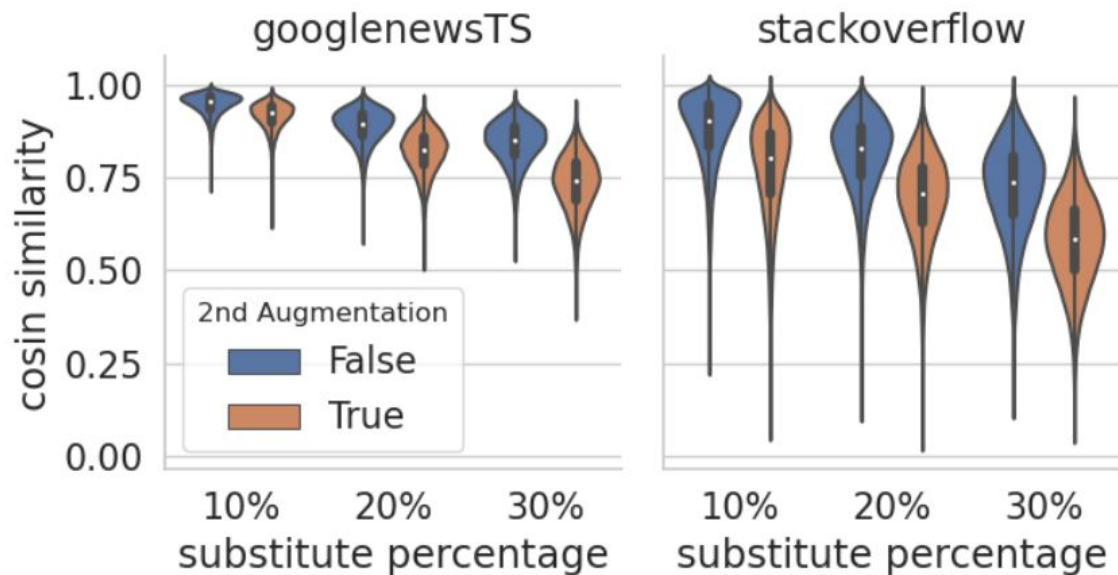 googlenewsTS
stackoverflow
cosin similarity
1.00
0.75
0.50
0.25
0.00
2nd Augmentation
False
True
10% 20% 30%
10% 20% 30%
substitute percentage
substitute percentage